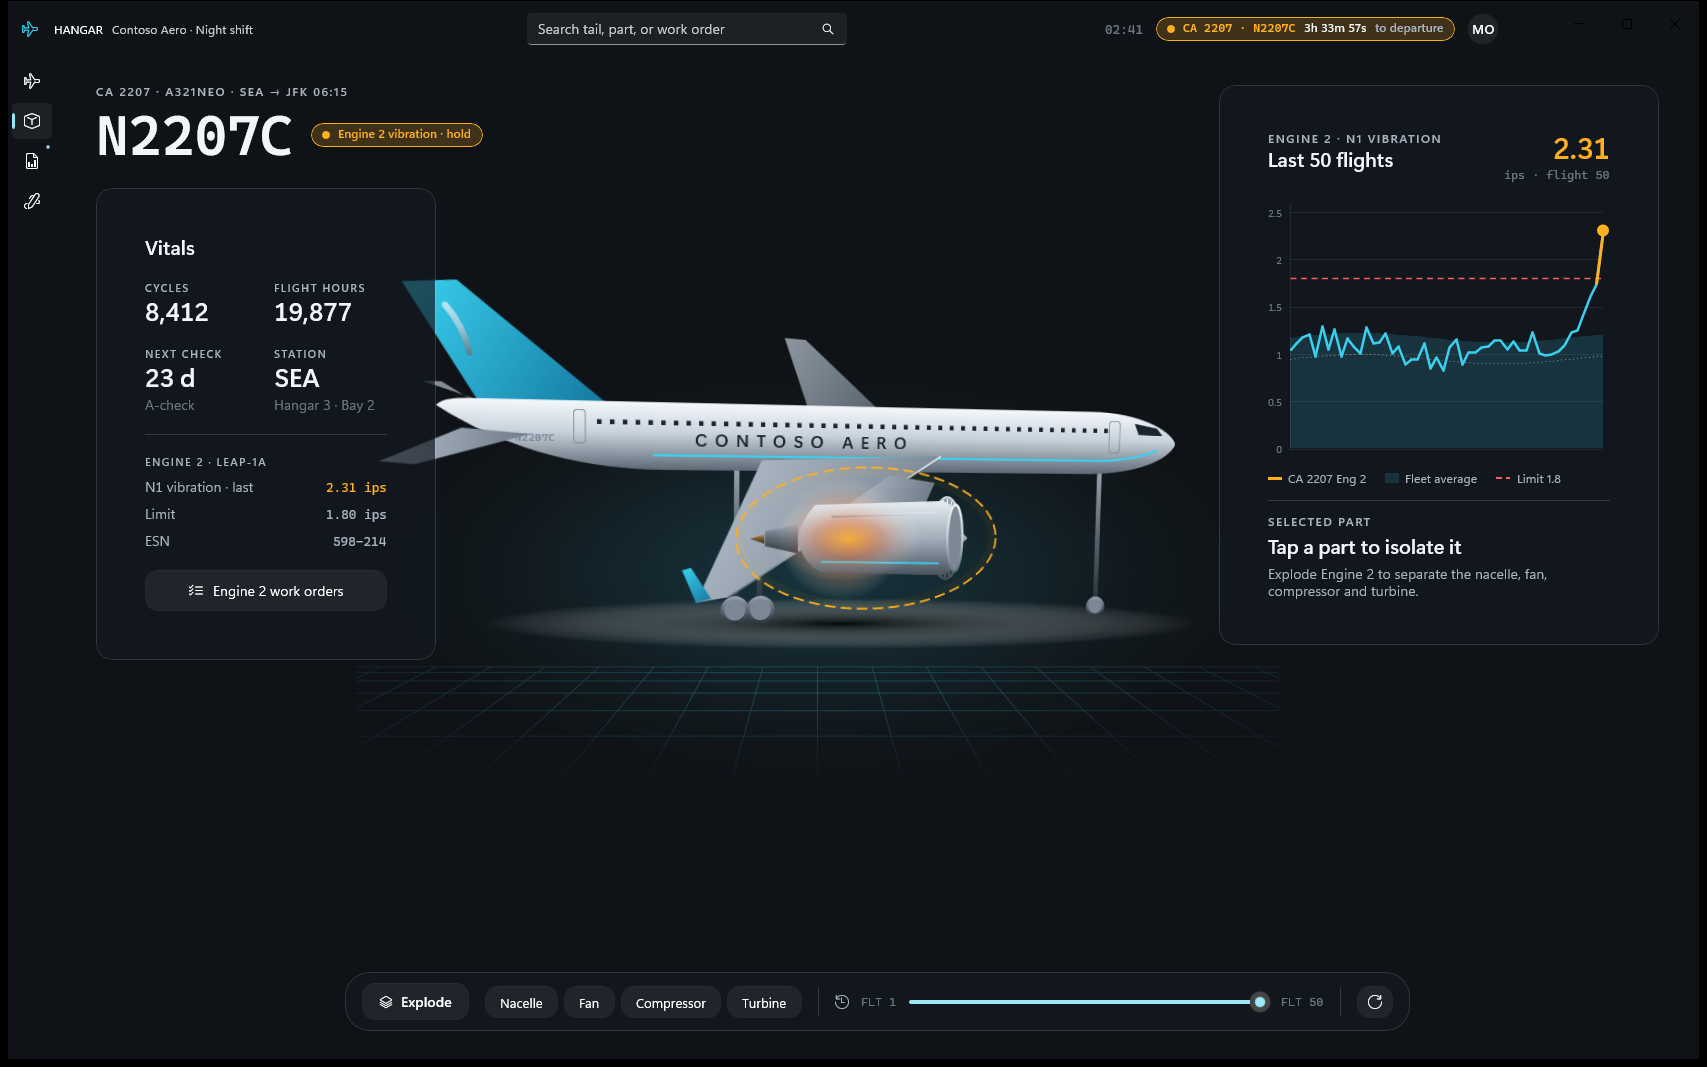 HANGAR Contoso Aero · Night shift
Search tail, part, or work order
02:41
CA 2207 · N2207C 3h 33m 57s to departure
MO
CA 2207 · A321NEO · SEA → JFK 06:15
N2207C
Engine 2 vibration · hold
Vitals
CYCLES
8,412
FLIGHT HOURS
19,877
NEXT CHECK
23 d
A-check
STATION
SEA
Hangar 3 · Bay 2
ENGINE 2 · LEAP-1A
N1 vibration · last 2.31 ips
Limit 1.80 ips
ESN 598-214
Engine 2 work orders
N2207C
CONTOSO AERO
ENGINE 2 · N1 VIBRATION
Last 50 flights
2.31
ips · flight 50
2.5
2
1.5
1
0.5
0
CA 2207 Eng 2
Fleet average
Limit 1.8
SELECTED PART
Tap a part to isolate it
Explode Engine 2 to separate the nacelle, fan,
compressor and turbine.
Explode
Nacelle
Fan
Compressor
Turbine
FLT 1
FLT 50